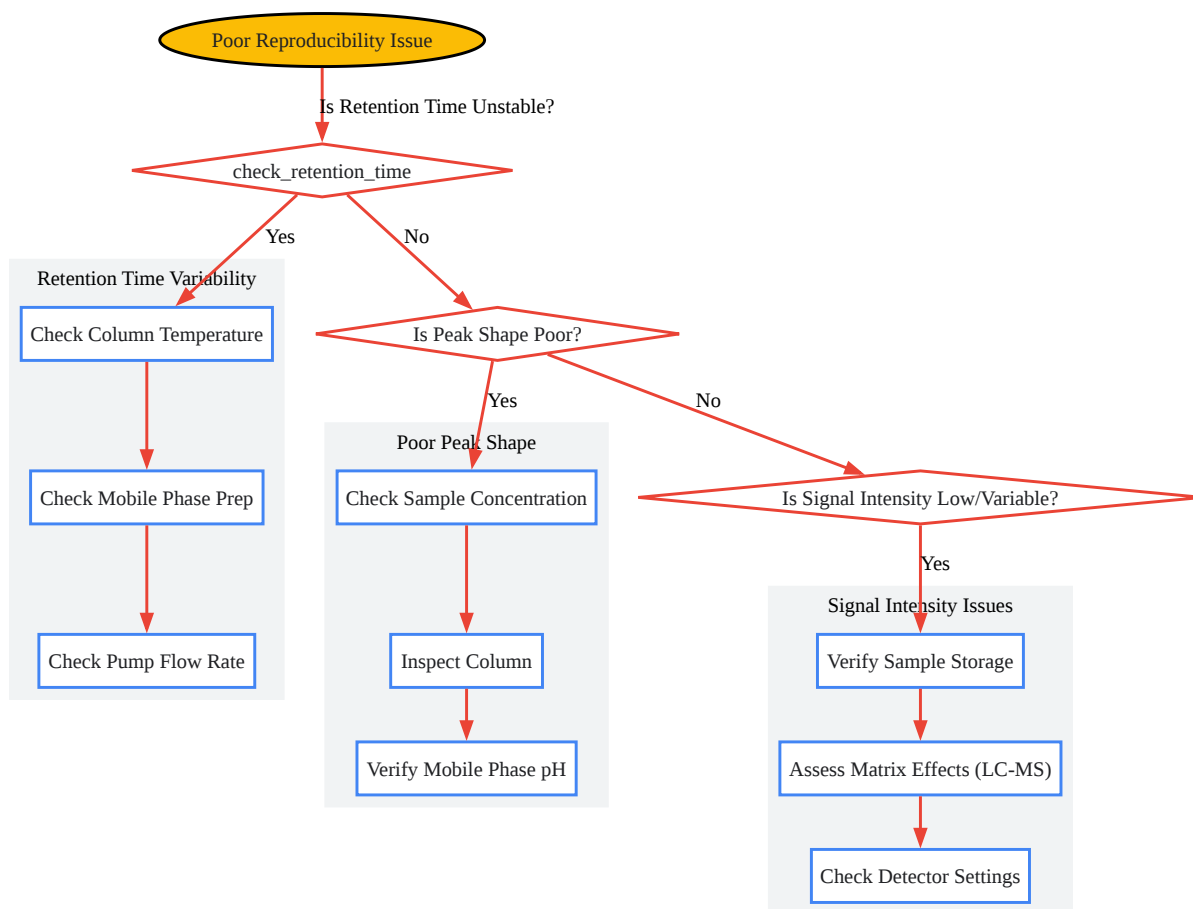 Poor Reproducibility Issue
Is Retention Time Unstable?
check_retention_time
Yes
No
Retention Time Variability
Check Column Temperature
Check Mobile Phase Prep
Check Pump Flow Rate
Is Peak Shape Poor?
Yes
No
Poor Peak Shape
Check Sample Concentration
Inspect Column
Verify Mobile Phase pH
Is Signal Intensity Low/Variable?
Yes
Signal Intensity Issues
Verify Sample Storage
Assess Matrix Effects (LC-MS)
Check Detector Settings